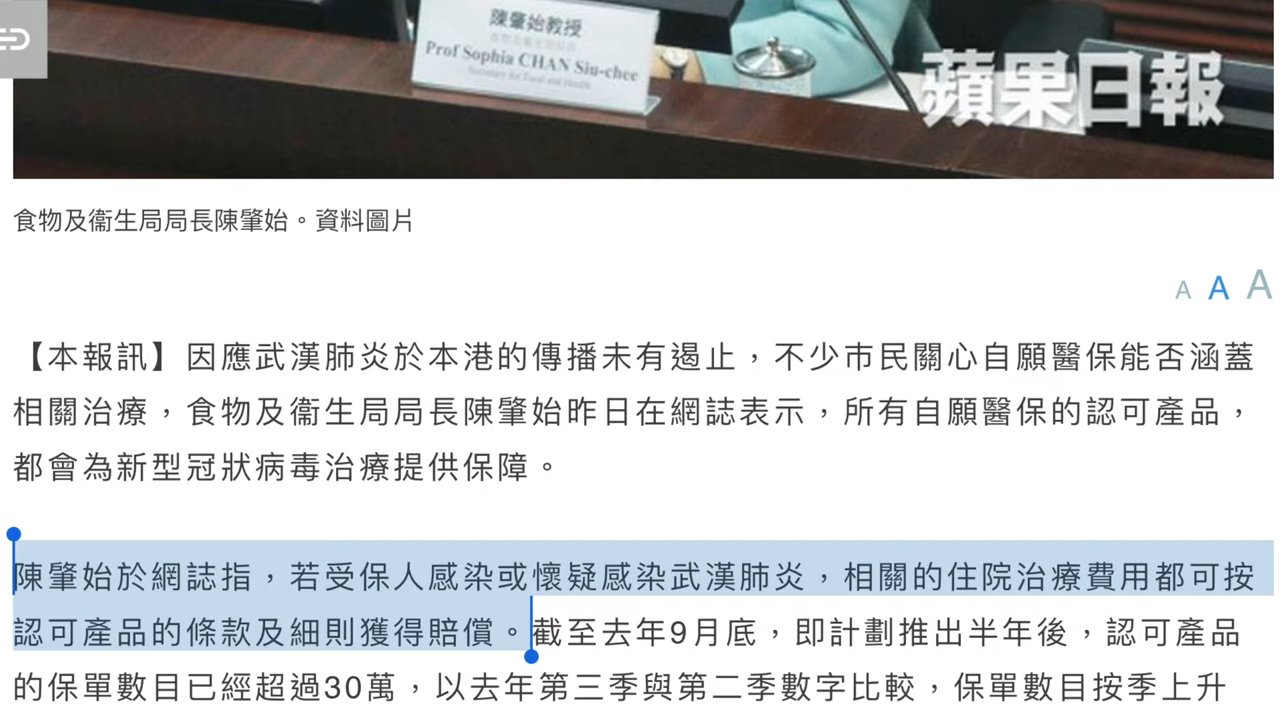 陳肇始教授
Prof Sophia CHAN Siu-chee
Secretary for Food and Health
蘋果日報
食物及衞生局局長陳肇始。資料圖片
A A A
【本報訊】因應武漢肺炎於本港的傳播未有遏止，不少市民關心自願醫保能否涵蓋
相關治療，食物及衞生局局長陳肇始昨日在網誌表示，所有自願醫保的認可產品，
都會為新型冠狀病毒治療提供保障。
陳肇始於網誌指，若受保人感染或懷疑感染武漢肺炎，相關的住院治療費用都可按
認可產品的條款及細則獲得賠償。截至去年9月底，即計劃推出半年後，認可產品
的保單數目已經超過30萬，以去年第三季與第二季數字比較，保單數目按季上升